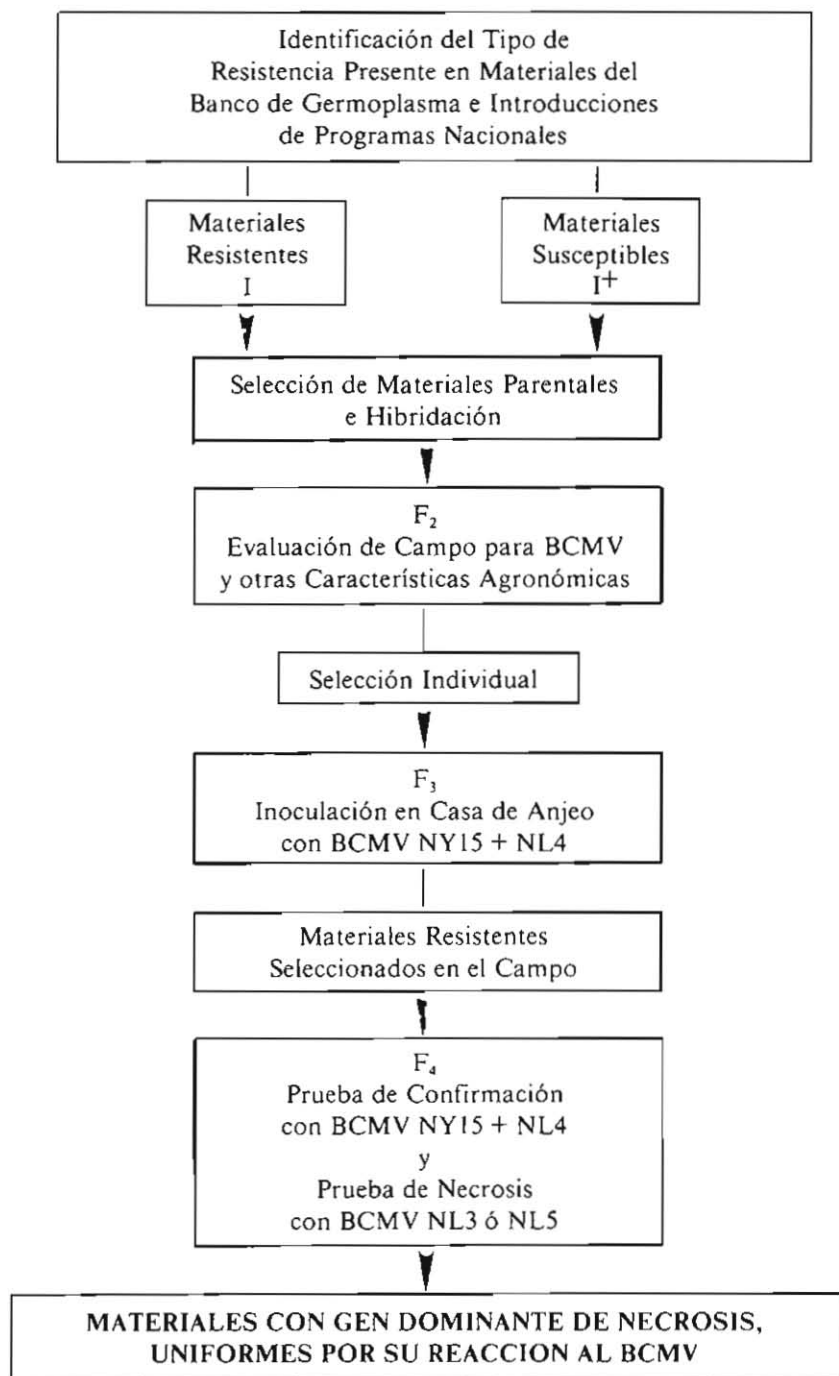 Identificación del Tipo de
Resistencia Presente en Materiales del
Banco de Germoplasma e Introducciones
de Programas Nacionales
Materiales
Resistentes
I
Materiales
Susceptibles
I+
Selección de Materiales Parentales
e Hibridación
F₂
Evaluación de Campo para BCMV
y otras Características Agronómicas
Selección Individual
F₃
Inoculación en Casa de Anjeo
con BCMV NY15 + NL4
Materiales Resistentes
Seleccionados en el Campo
F₄
Prueba de Confirmación
con BCMV NY15 + NL4
y
Prueba de Necrosis
con BCMV NL3 ó NL5
MATERIALES CON GEN DOMINANTE DE NECROSIS,
UNIFORMES POR SU REACCION AL BCMV